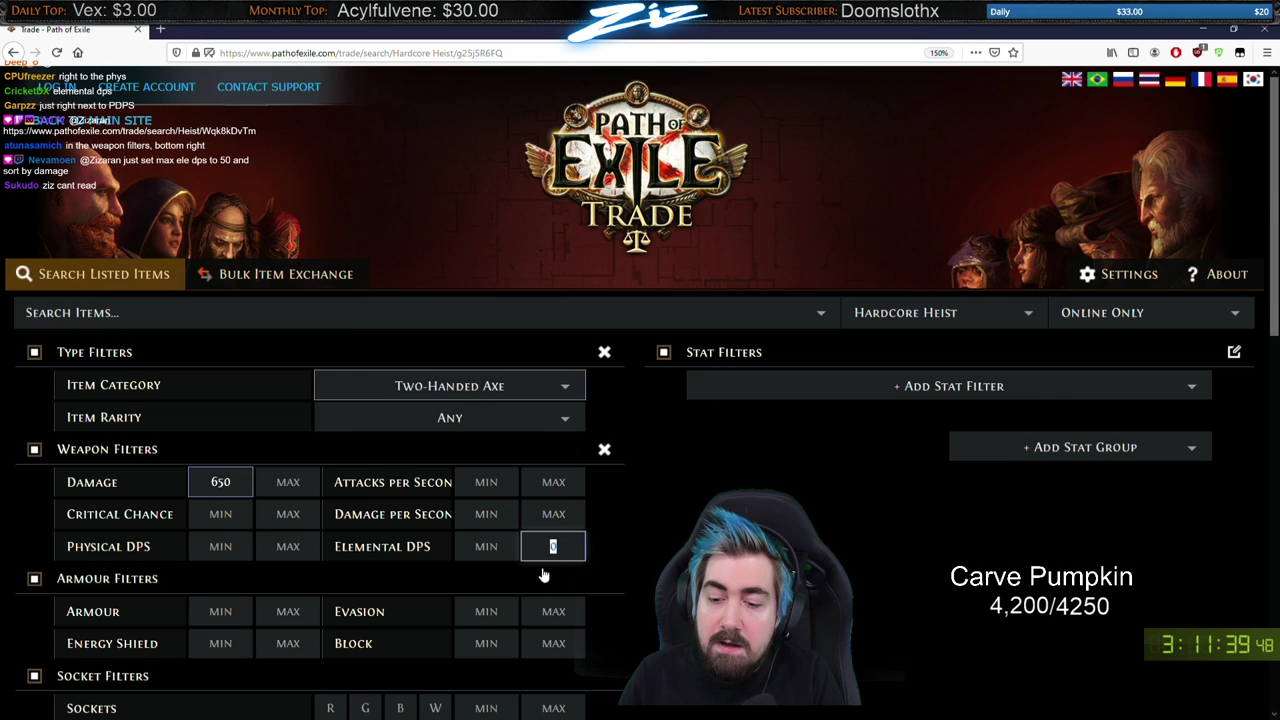 DAILY TOP: Vex: $3.00 MONTHLY TOP: Acylfulvene: $30.00 LATEST SUBSCRIBER: Doomslothx Daily $33.00 $20
Ziz
Trade - Path of Exile
https://www.pathofexile.com/trade/search/Hardcore Heist/g25jSR6FQ 150%
CPUfreezer right to the phys
LOG IN CREATE ACCOUNT CONTACT SUPPORT
CricketDX elemental dps
Garpzz just right next to PDPS
BACK MAIN SITE
https://www.pathofexile.com/trade/search/Heist/Wqk8kDvTm
atunasamich in the weapon filters, bottom right
Nevamoen @Zizaran just set max ele dps to 50 and
sort by damage
Sukudo ziz cant read
PATH OF
EXILE
TRADE
SEARCH LISTED ITEMS BULK ITEM EXCHANGE SETTINGS ? ABOUT
SEARCH ITEMS... HARDCORE HEIST ONLINE ONLY
TYPE FILTERS STAT FILTERS
ITEM CATEGORY TWO-HANDED AXE + ADD STAT FILTER
ITEM RARITY ANY
WEAPON FILTERS + ADD STAT GROUP
DAMAGE 650 MAX ATTACKS PER SECON MIN MAX
CRITICAL CHANCE MIN MAX DAMAGE PER SECON MIN MAX
PHYSICAL DPS MIN MAX ELEMENTAL DPS MIN 0
ARMOUR FILTERS
ARMOUR MIN MAX EVASION MIN MAX
ENERGY SHIELD MIN MAX BLOCK MIN MAX
SOCKET FILTERS
SOCKETS R G B W MIN MAX
Carve Pumpkin
4,200/4250
3:11:39 48